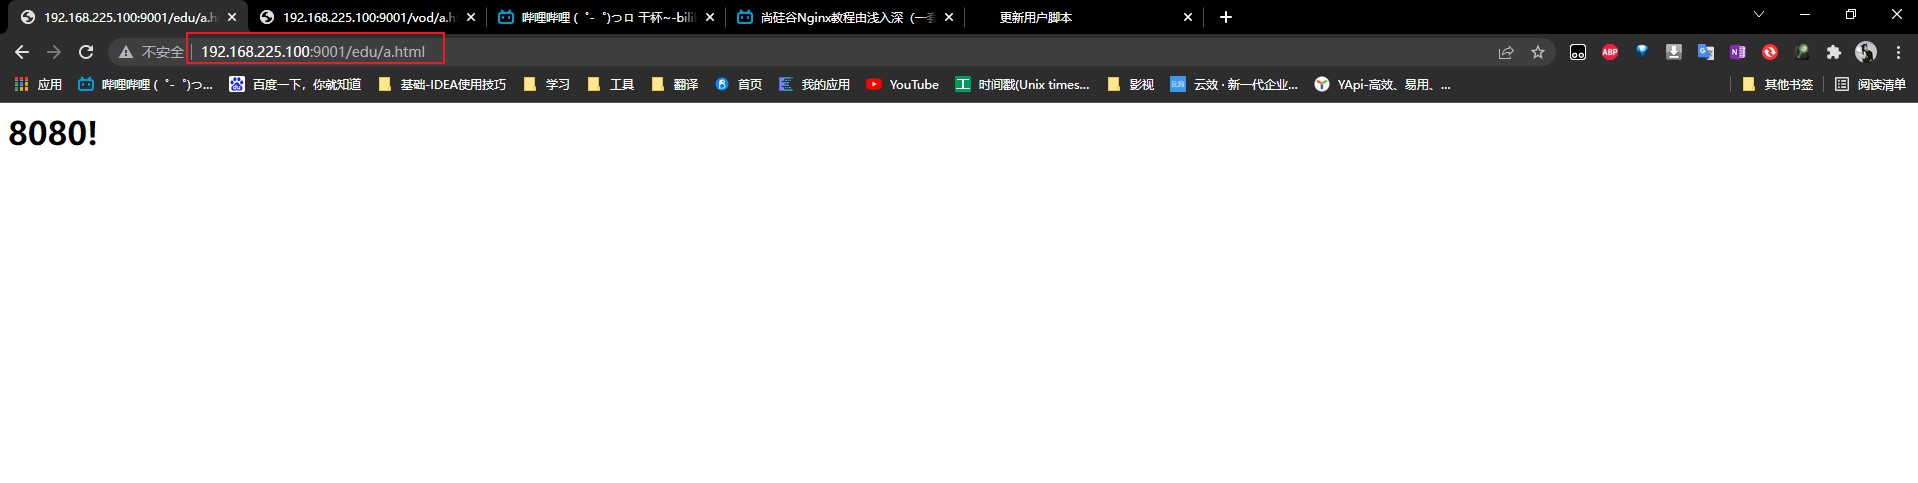 192.168.225.100:9001/edu/a.h
192.168.225.100:9001/vod/a.h
哔哩哔哩 (゜-゜)つロ 干杯~-bili
尚硅谷Nginx教程由浅入深（一套
更新用户脚本
不安全 192.168.225.100:9001/edu/a.html
ABP
应用 哔哩哔哩 (゜-゜)つ... 百度一下，你就知道 基础-IDEA使用技巧 学习 工具 翻译 首页 我的应用 YouTube 时间戳(Unix times... 影视 云效 · 新一代企业... YApi-高效、易用、... 其他书签 阅读清单
8080!